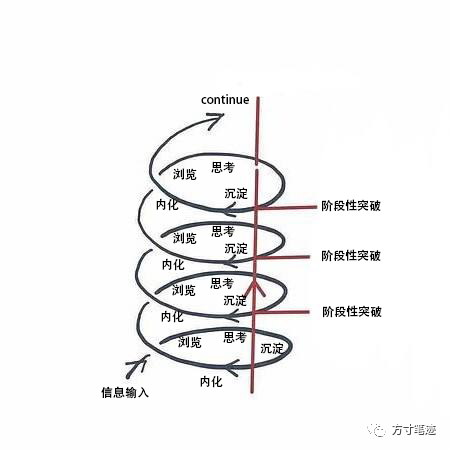 continue
思考
浏览
沉淀
内化
阶段性突破
思考
浏览
沉淀
内化
阶段性突破
思考
浏览
沉淀
内化
阶段性突破
思考
浏览
沉淀
内化
信息输入
方寸笔迹